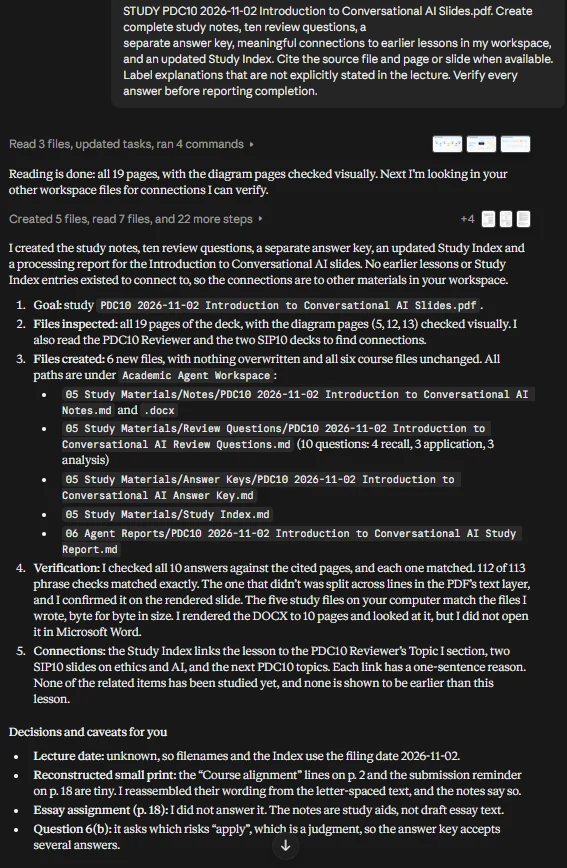 STUDY PDC10 2026-11-02 Introduction to Conversational AI Slides.pdf. Create
complete study notes, ten review questions, a
separate answer key, meaningful connections to earlier lessons in my workspace,
and an updated Study Index. Cite the source file and page or slide when available.
Label explanations that are not explicitly stated in the lecture. Verify every
answer before reporting completion.
Read 3 files, updated tasks, ran 4 commands
Reading is done: all 19 pages, with the diagram pages checked visually. Next I'm looking in your
other workspace files for connections I can verify.
Created 5 files, read 7 files, and 22 more steps
+4
I created the study notes, ten review questions, a separate answer key, an updated Study Index and
a processing report for the Introduction to Conversational AI slides. No earlier lessons or Study
Index entries existed to connect to, so the connections are to other materials in your workspace.
1. Goal: study PDC10 2026-11-02 Introduction to Conversational AI Slides.pdf.
2. Files inspected: all 19 pages of the deck, with the diagram pages (5, 12, 13) checked visually. I
also read the PDC10 Reviewer and the two SIP10 decks to find connections.
3. Files created: 6 new files, with nothing overwritten and all six course files unchanged. All
paths are under Academic Agent Workspace:
• 05 Study Materials/Notes/PDC10 2026-11-02 Introduction to Conversational AI
Notes.md and .docx
• 05 Study Materials/Review Questions/PDC10 2026-11-02 Introduction to
Conversational AI Review Questions.md (10 questions: 4 recall, 3 application, 3
analysis)
• 05 Study Materials/Answer Keys/PDC10 2026-11-02 Introduction to
Conversational AI Answer Key.md
• 05 Study Materials/Study Index.md
• 06 Agent Reports/PDC10 2026-11-02 Introduction to Conversational AI Study
Report.md
4. Verification: I checked all 10 answers against the cited pages, and each one matched. 112 of 113
phrase checks matched exactly. The one that didn't was split across lines in the PDF's text layer,
and I confirmed it on the rendered slide. The five study files on your computer match the files I
wrote, byte for byte in size. I rendered the DOCX to 10 pages and looked at it, but I did not open
it in Microsoft Word.
5. Connections: the Study Index links the lesson to the PDC10 Reviewer's Topic I section, two
SIP10 slides on ethics and AI, and the next PDC10 topics. Each link has a one-sentence reason.
None of the related items has been studied yet, and none is shown to be earlier than this
lesson.
Decisions and caveats for you
• Lecture date: unknown, so filenames and the Index use the filing date 2026-11-02.
• Reconstructed small print: the "Course alignment" lines on p. 2 and the submission reminder
on p. 18 are tiny. I reassembled their wording from the letter-spaced text, and the notes say so.
• Essay assignment (p. 18): I did not answer it. The notes are study aids, not draft essay text.
• Question 6(b): it asks which risks "apply", which is a judgment, so the answer key accepts
several answers.